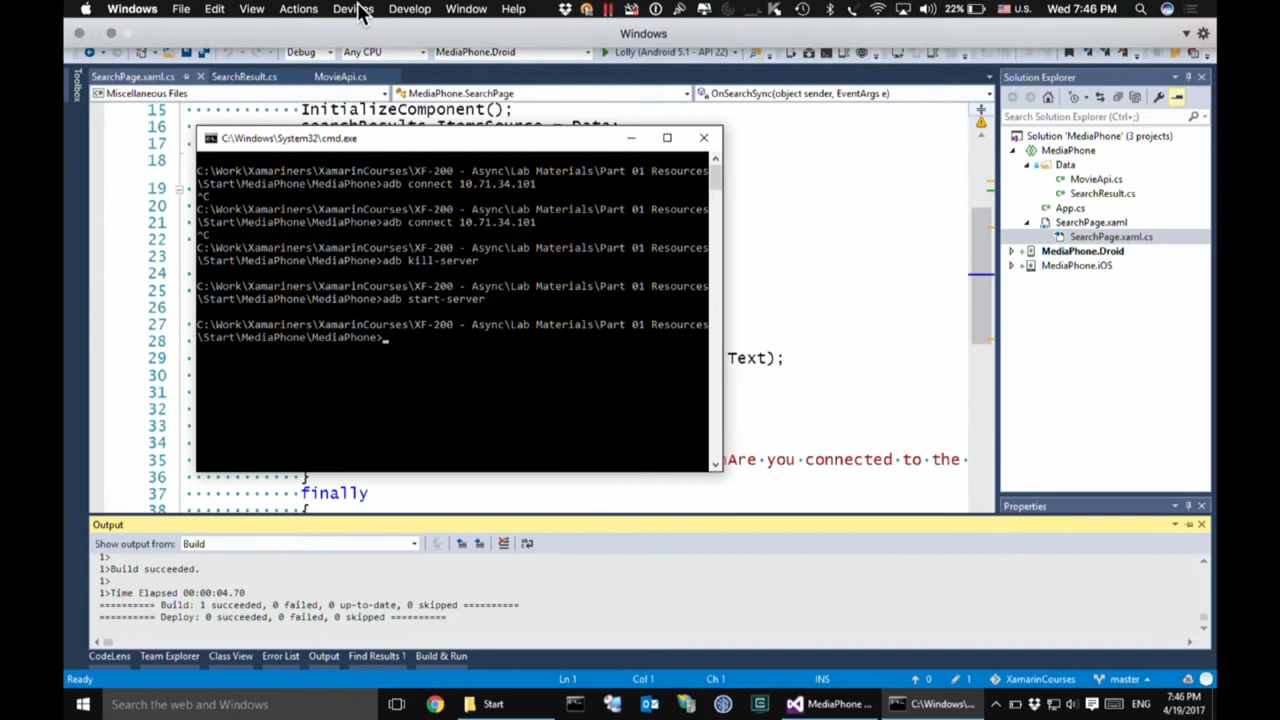 Windows File Edit View Actions Devices Develop Window Help 22% U.S. Wed 7:46 PM
Windows
Debug Any CPU MediaPhone.Droid Lolly (Android 5.1 - API 22)
SearchPage.xaml.cs SearchResult.cs MovieApi.cs
Solution Explorer
Toolbox
Miscellaneous Files MediaPhone.SearchPage OnSearchSync(object sender, EventArgs e)
Search Solution Explorer (Ctrl+;)
15 InitializeComponent();
16 searchResults.ItemsSource = Data;
17
18
19
20
21
22
23
24
25
26
27
28
29 Text);
30
31
32
33
34
35 Are you connected to the
36 }
37 finally
38 {
C:\Windows\System32\cmd.exe
C:\Work\Xamariners\XamarinCourses\XF-200 - Async\Lab Materials\Part 01 Resources
\Start\MediaPhone\MediaPhone>adb connect 10.71.34.101
^C
C:\Work\Xamariners\XamarinCourses\XF-200 - Async\Lab Materials\Part 01 Resources
\Start\MediaPhone\MediaPhone>adb connect 10.71.34.101
^C
C:\Work\Xamariners\XamarinCourses\XF-200 - Async\Lab Materials\Part 01 Resources
\Start\MediaPhone\MediaPhone>adb kill-server
C:\Work\Xamariners\XamarinCourses\XF-200 - Async\Lab Materials\Part 01 Resources
\Start\MediaPhone\MediaPhone>adb start-server
C:\Work\Xamariners\XamarinCourses\XF-200 - Async\Lab Materials\Part 01 Resources
\Start\MediaPhone\MediaPhone>_
Solution 'MediaPhone' (3 projects)
MediaPhone
Data
MovieApi.cs
SearchResult.cs
App.cs
SearchPage.xaml
SearchPage.xaml.cs
MediaPhone.Droid
MediaPhone.iOS
Properties
Output
Show output from: Build
1>
1>Build succeeded.
1>
1>Time Elapsed 00:00:04.70
========== Build: 1 succeeded, 0 failed, 0 up-to-date, 0 skipped ==========
========== Deploy: 0 succeeded, 0 failed, 0 skipped ==========
CodeLens Team Explorer Class View Error List Output Find Results 1 Build & Run
Ready Ln 1 Col 1 Ch 1 INS 0 1 XamarinCourses master
Search the web and Windows Start MediaPhone ... C:\Windows\... ENG 7:46 PM
4/19/2017